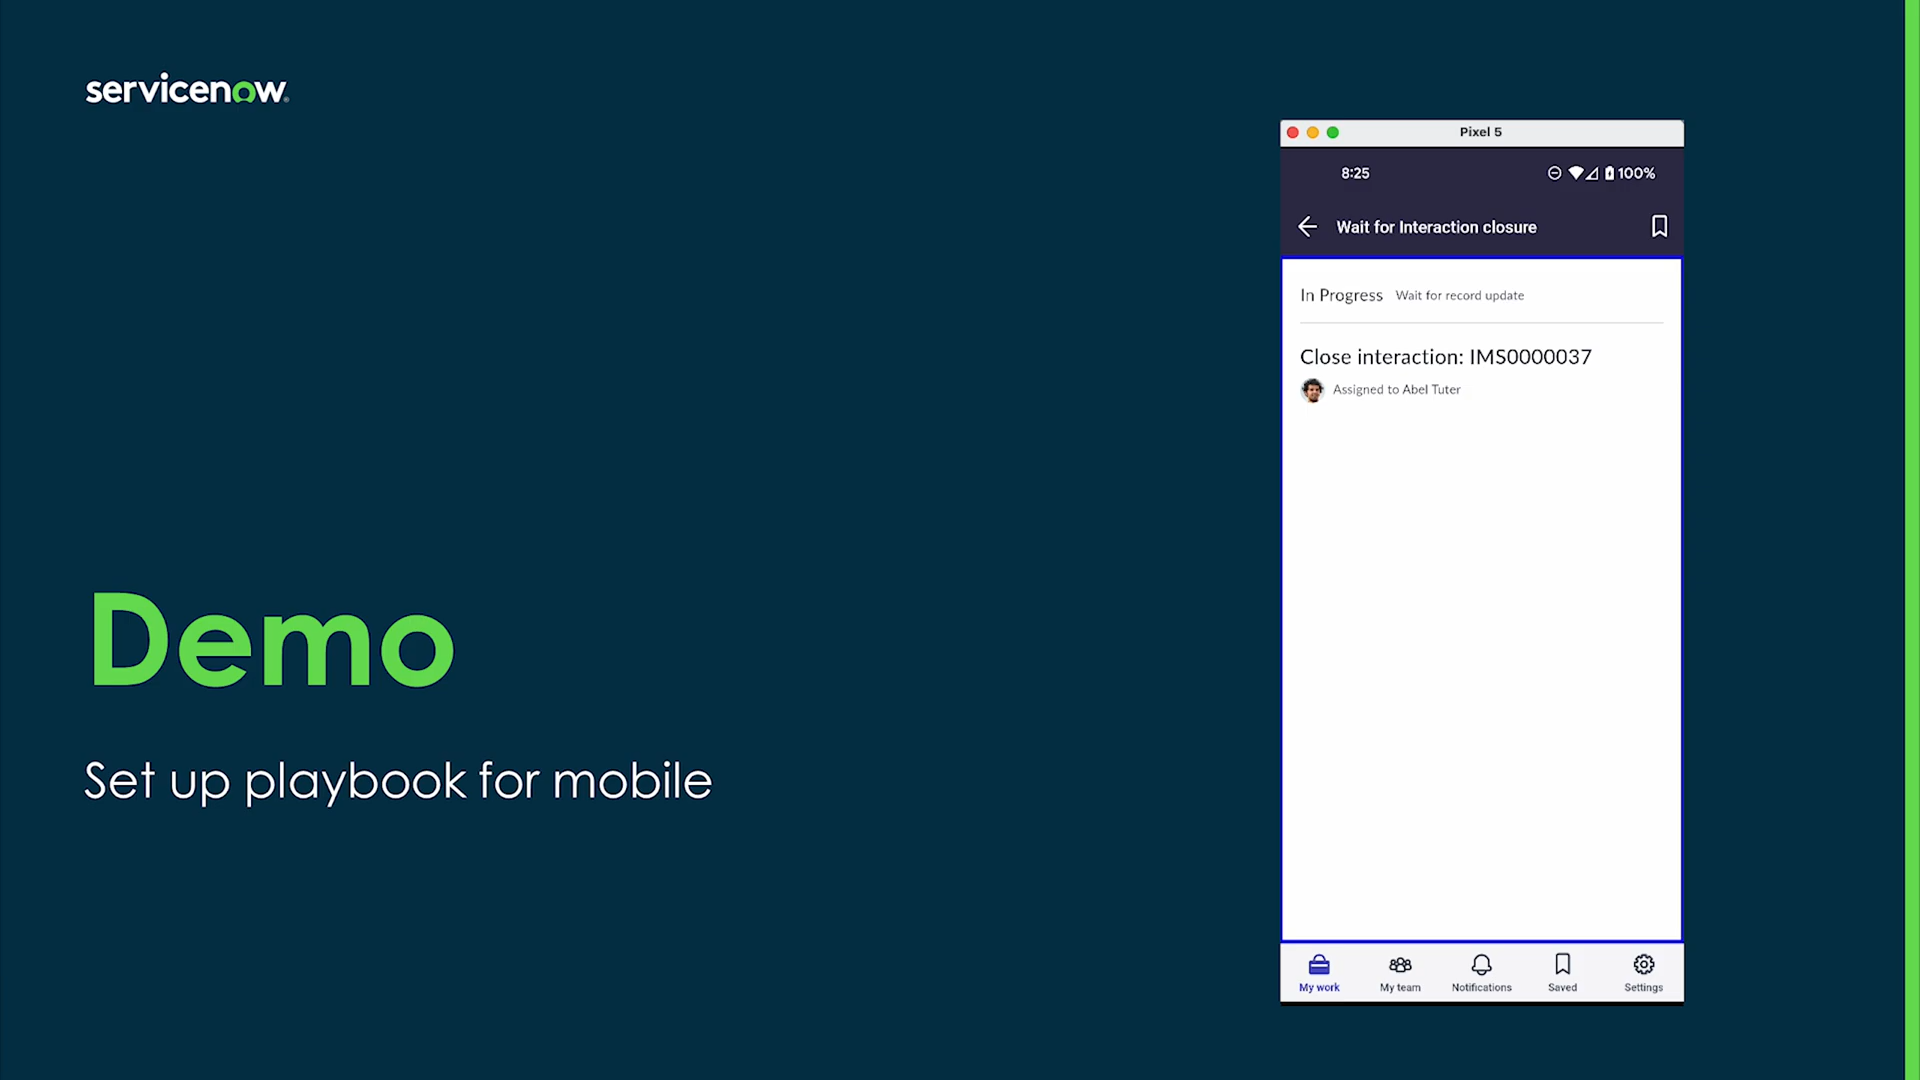 servicenow
Demo
Set up playbook for mobile
Pixel 5
8:25
100%
Wait for Interaction closure
In Progress Wait for record update
Close interaction: IMS0000037
Assigned to Abel Tuter
My work My team Notifications Saved Settings